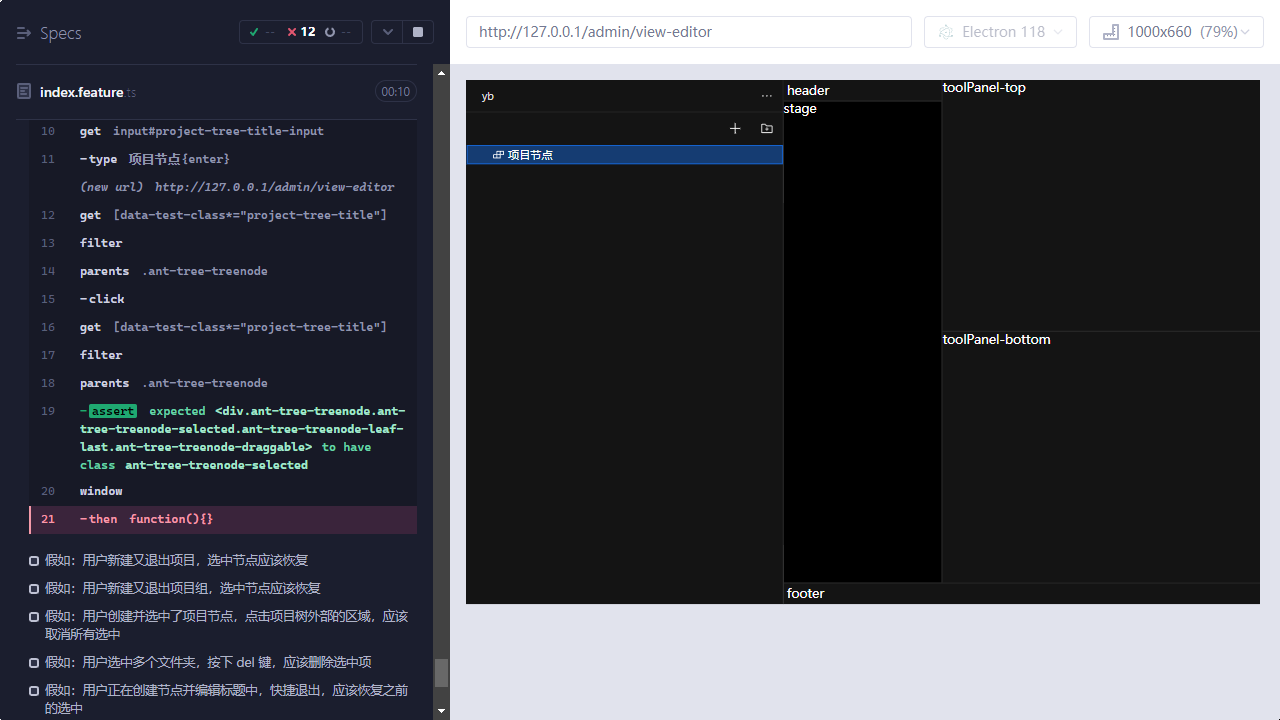 Specs
-- 12 --
index.feature.ts 00:10
10 get input#project-tree-title-input
11 -type 项目节点{enter}
(new url) http://127.0.0.1/admin/view-editor
12 get [data-test-class*="project-tree-title"]
13 filter
14 parents .ant-tree-treenode
15 -click
16 get [data-test-class*="project-tree-title"]
17 filter
18 parents .ant-tree-treenode
19 -assert expected <div.ant-tree-treenode.ant-
tree-treenode-selected.ant-tree-treenode-leaf-
last.ant-tree-treenode-draggable> to have
class ant-tree-treenode-selected
20 window
21 -then function(){}
假如：用户新建又退出项目，选中节点应该恢复
假如：用户新建又退出项目组，选中节点应该恢复
假如：用户创建并选中了项目节点，点击项目树外部的区域，应该
取消所有选中
假如：用户选中多个文件夹，按下 del 键，应该删除选中项
假如：用户正在创建节点并编辑标题中，快捷退出，应该恢复之前
的选中
http://127.0.0.1/admin/view-editor
Electron 118
1000x660 (79%)
yb
项目节点
header
stage
toolPanel-top
toolPanel-bottom
footer